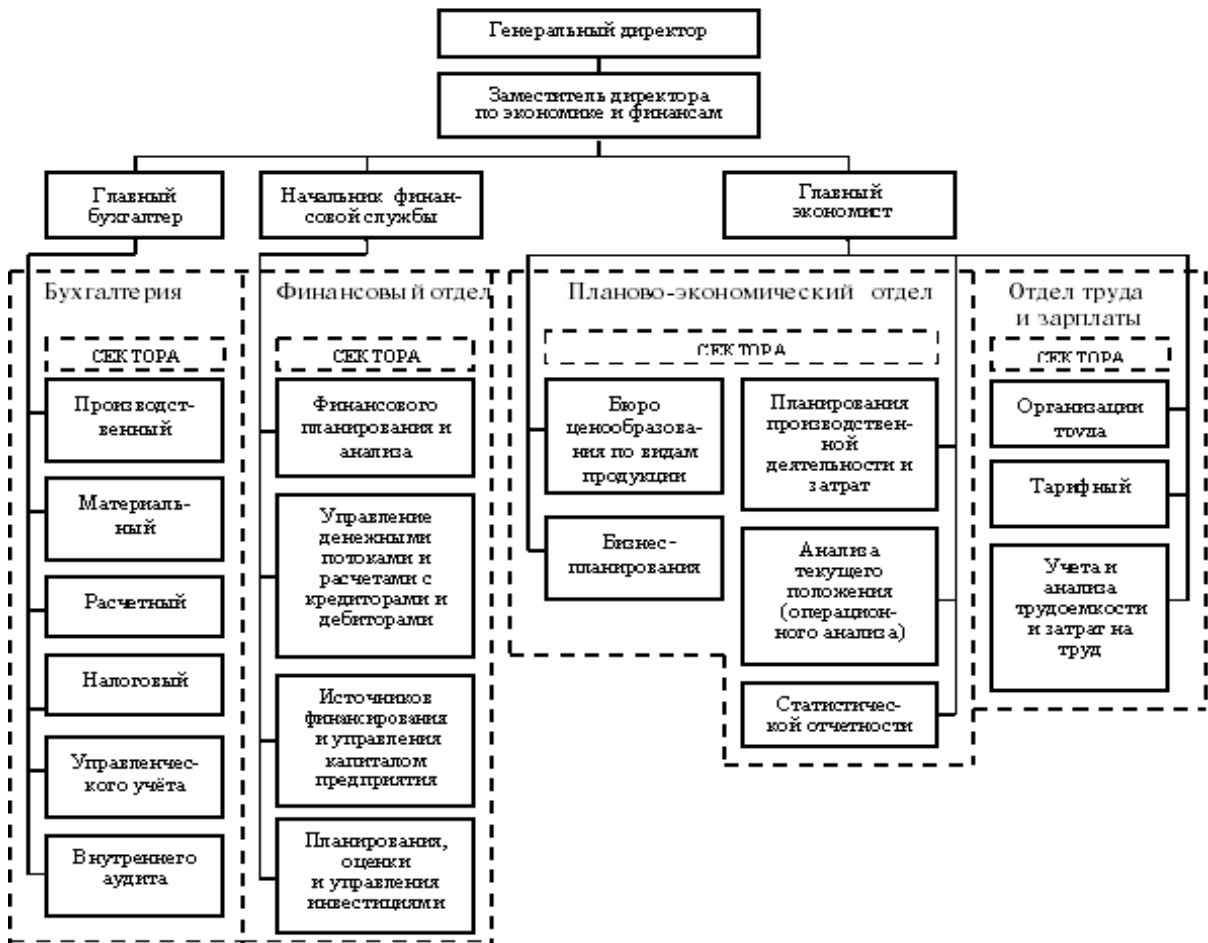 Генеральный директор
Заместитель директора
по экономике и финансам
Главный
бухгалтер
Начальник финан-
совой службы
Главный
экономист
Бухгалтерия
СЕКТОРА
Производст-
венный
Материаль-
ный
Расчетный
Налоговый
Управленчес-
кого учёта
Внутреннего
аудита
Финансовый отдел
СЕКТОРА
Финансового
планирования и
анализа
Управление
денежными
потоками и
расчетами с
кредиторами и
дебиторами
Источников
финансирования
и управления
капиталом
предприятия
Планирования,
оценки
и управления
инвестициями
Планово-экономический отдел
СЕКТОРА
Бюро
ценообразова-
ния по видам
продукции
Бизнес-
планирования
Планирования
производствен-
ной
деятельности и
затрат
Анализа
текущего
положения
(операцион-
ного анализа)
Статистичес-
кой отчетности
Отдел труда
и зарплаты
СЕКТОРА
Организации
труда
Тарифный
Учета и
анализа
трудоемкости
и затрат на
труд